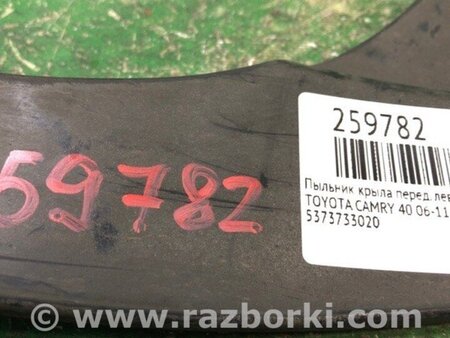 59782
259782
Пыльник крыла перед. лев
TOYOTA CAMRY 40 06-11
5373733020
www.razborki.com